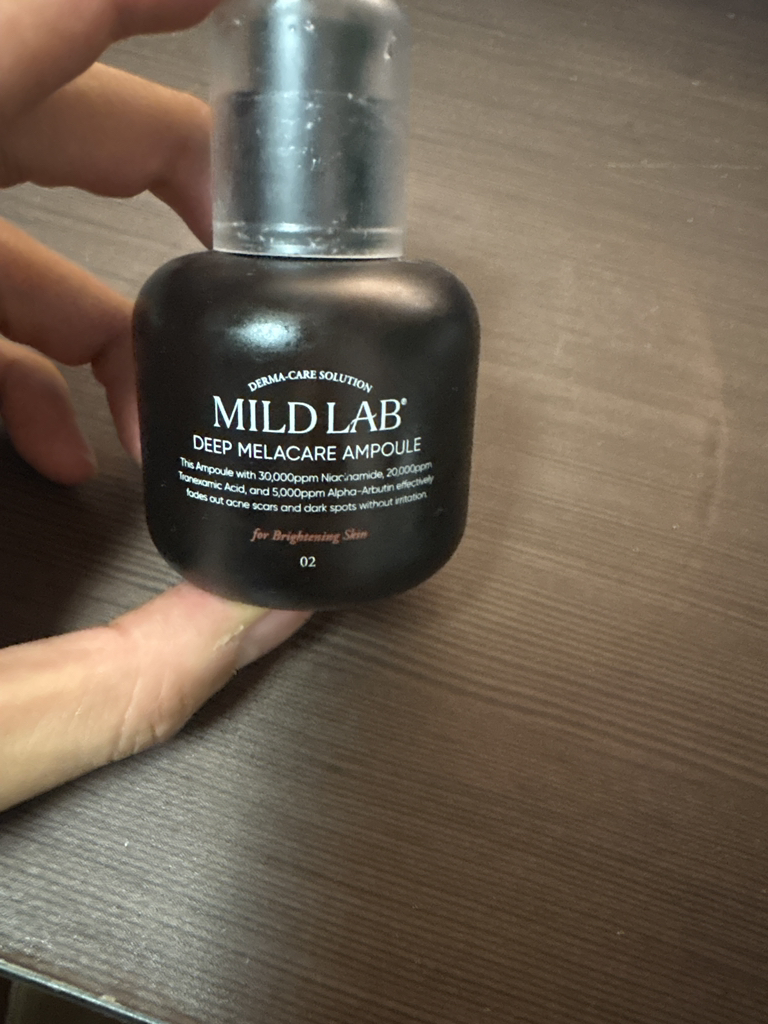 DERMA-CARE SOLUTION
MILD LAB®
DEEP MELACARE AMPOULE
This Ampoule with 30,000ppm Niacinamide, 20,000ppm
Tranexamic Acid, and 5,000ppm Alpha-Arbutin effectively
fades out acne scars and dark spots without irritation.
for Brightening Skin
02